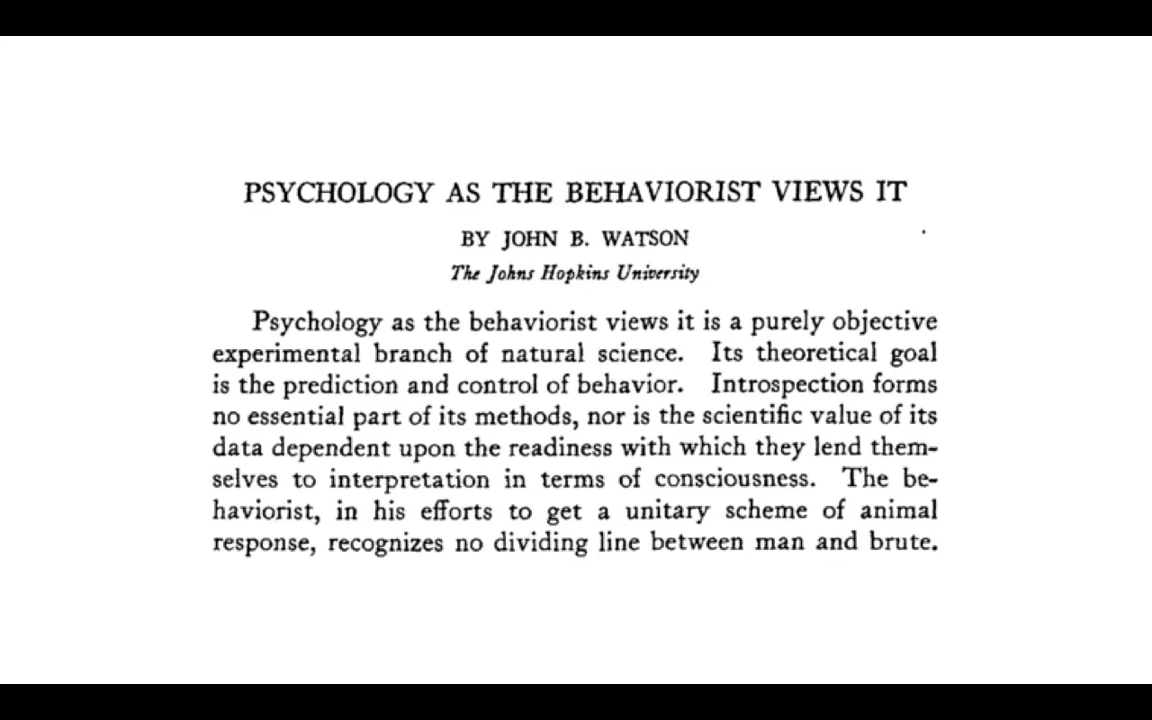 PSYCHOLOGY AS THE BEHAVIORIST VIEWS IT
BY JOHN B. WATSON
The Johns Hopkins University
Psychology as the behaviorist views it is a purely objective
experimental branch of natural science. Its theoretical goal
is the prediction and control of behavior. Introspection forms
no essential part of its methods, nor is the scientific value of its
data dependent upon the readiness with which they lend them-
selves to interpretation in terms of consciousness. The be-
haviorist, in his efforts to get a unitary scheme of animal
response, recognizes no dividing line between man and brute.